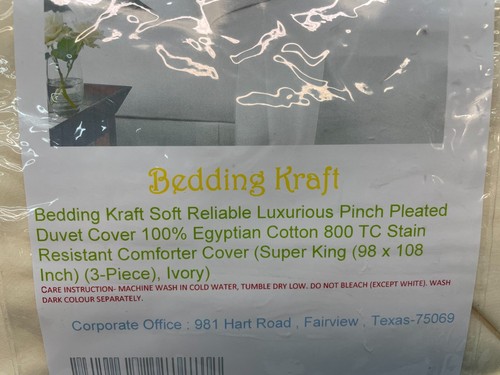 Bedding Kraft
Bedding Kraft Soft Reliable Luxurious Pinch Pleated
Duvet Cover 100% Egyptian Cotton 800 TC Stain
Resistant Comforter Cover (Super King (98 x 108
Inch) (3-Piece), Ivory)
CARE INSTRUCTION- MACHINE WASH IN COLD WATER, TUMBLE DRY LOW. DO NOT BLEACH (EXCEPT WHITE). WASH
DARK COLOUR SEPARATELY.
Corporate Office : 981 Hart Road , Fairview , Texas-75069